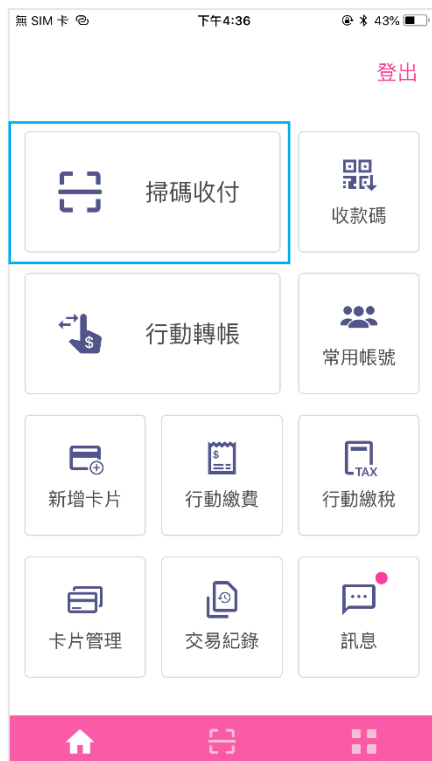 無 SIM 卡 下午4:36 43%
登出
掃碼收付
收款碼
行動轉帳
$
常用帳號
新增卡片
$
行動繳費
TAX
行動繳稅
卡片管理
交易紀錄
訊息